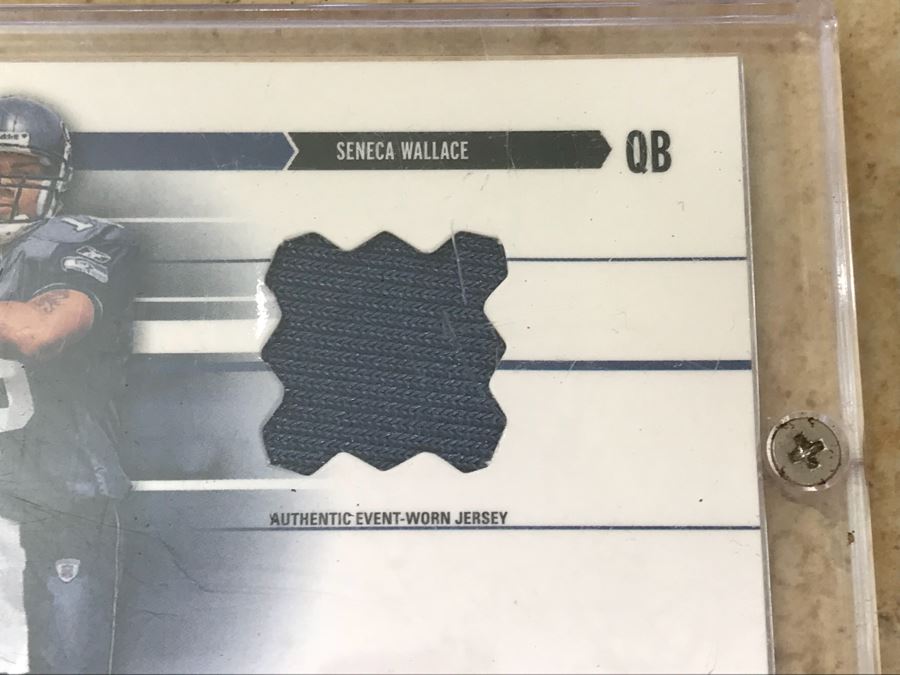 SENECA WALLACE
QB
AUTHENTIC EVENT-WORN JERSEY